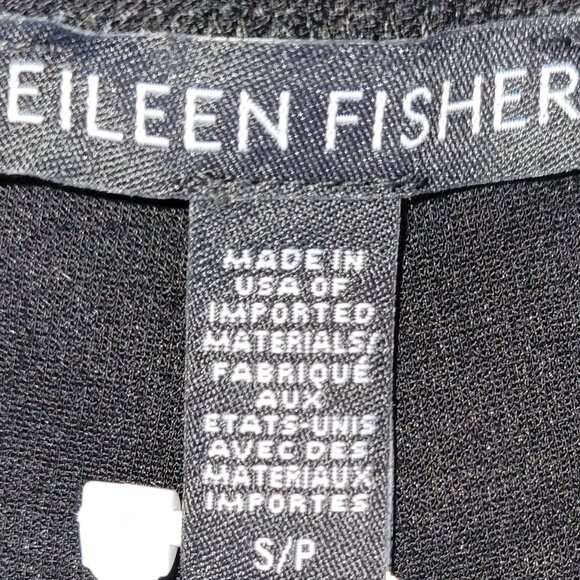 EILEEN FISHER
MADE IN
USA OF
IMPORTED
MATERIALS/
FABRIQUÉ
AUX
ETATS-UNIS
AVEC DES
MATERIAUX
IMPORTES
S/P